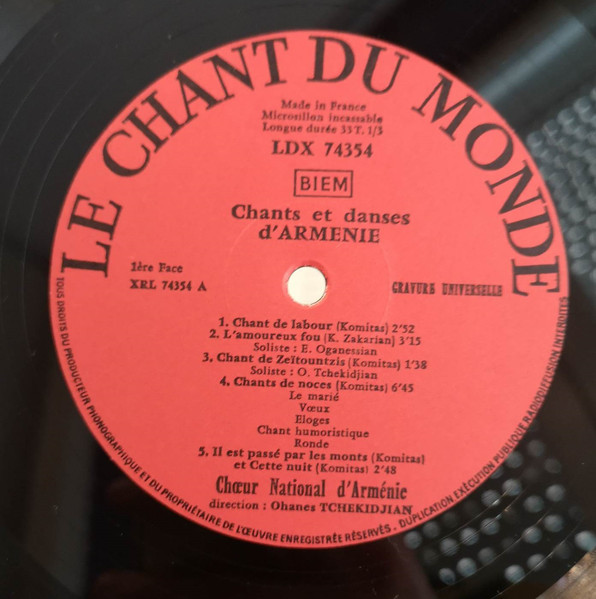 LE CHANT DU MONDE
Made in France
Microsillon incassable
Longue durée 33 T. 1/3
LDX 74354
BIEM
Chants et danses
d'ARMENIE
1ère Face
XRL 74354 A
GRAVURE UNIVERSELLE
1. Chant de labour (Komitas) 2'52
2. L'amoureux fou (K. Zakarian) 3'15
Soliste : E. Oganessian
3. Chant de Zeïtountzis (Komitas) 1'38
Soliste : O. Tchekidjian
4. Chants de noces (Komitas) 6'45
Le marié
Vœux
Eloges
Chant humoristique
Ronde
5. Il est passé par les monts (Komitas)
et Cette nuit (Komitas) 2'48
Chœur National d'Arménie
direction : Ohanes TCHEKIDJIAN
TOUS DROITS DU PRODUCTEUR PHONOGRAPHIQUE ET DU PROPRIÉTAIRE DE L'ŒUVRE ENREGISTRÉE RÉSERVÉS. DUPLICATION EXÉCUTION PUBLIQUE RADIODIFFUSION INTERDITES